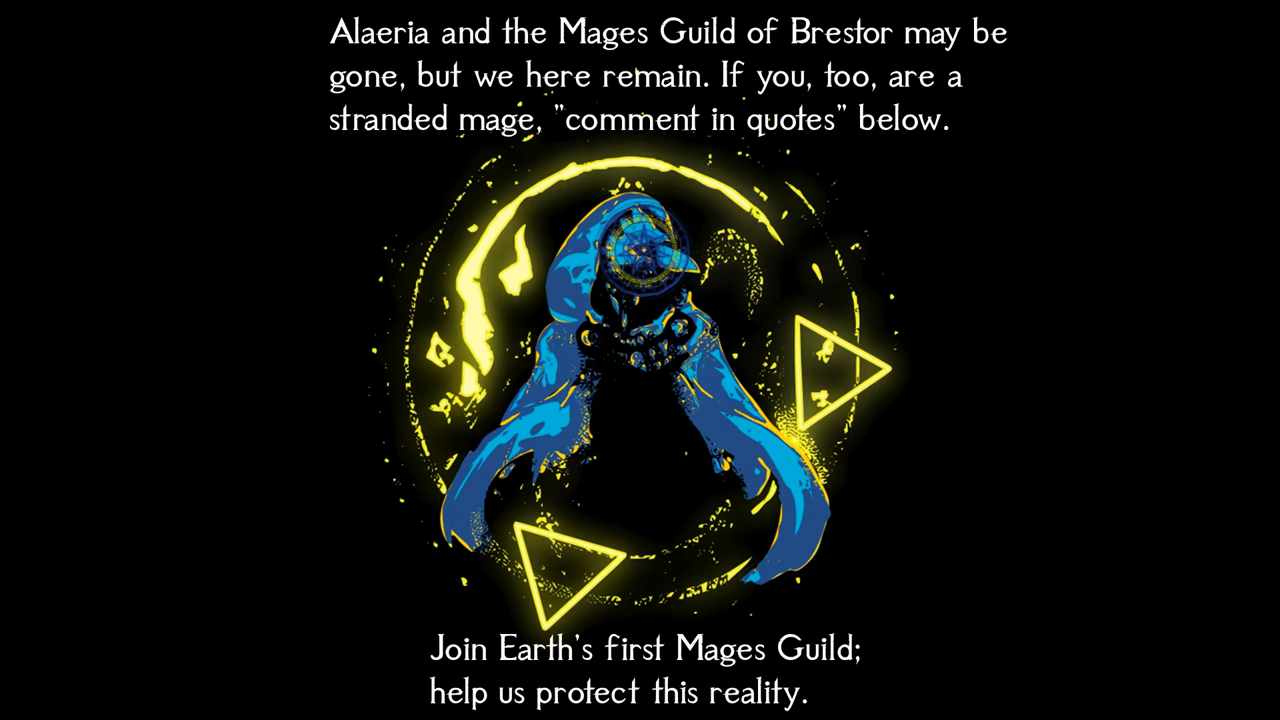 Alaeria and the Mages Guild of Brestor may be
gone, but we here remain. If you, too, are a
stranded mage, "comment in quotes" below.
Join Earth's first Mages Guild;
help us protect this reality.